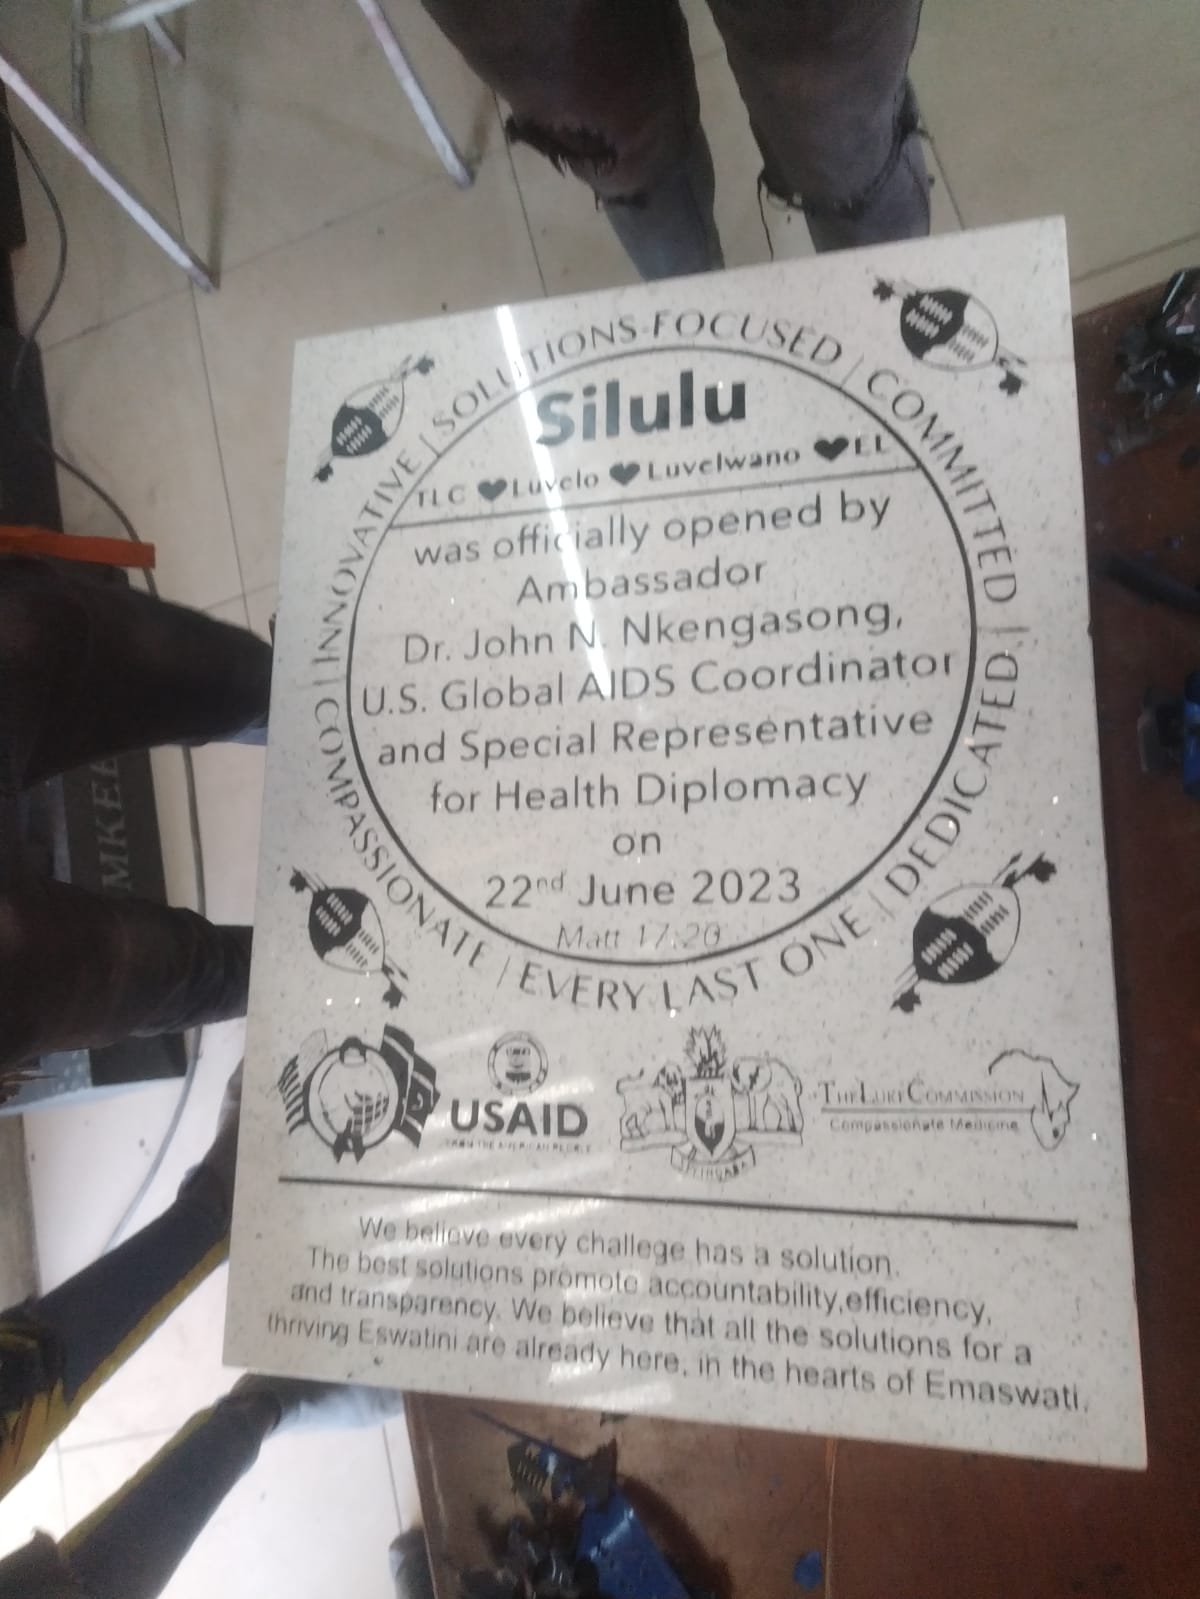 INNOVATIVE | SOLUTIONS-FOCUSED | COMMITTED | DEDICATED | EVERY LAST ONE | COMPASSIONATE |
Silulu
TLC ♥ Luvelo ♥ Luvelwano ♥ EL
was officially opened by
Ambassador
Dr. John N. Nkengasong,
U.S. Global AIDS Coordinator
and Special Representative
for Health Diplomacy
on
22nd June 2023
Matt 17:20
USAID
FROM THE AMERICAN PEOPLE
THE LUKE COMMISSION
Compassionate Medicine
We believe every challege has a solution.
The best solutions promote accountability,efficiency,
and transparency. We believe that all the solutions for a
thriving Eswatini are already here, in the hearts of Emaswati.